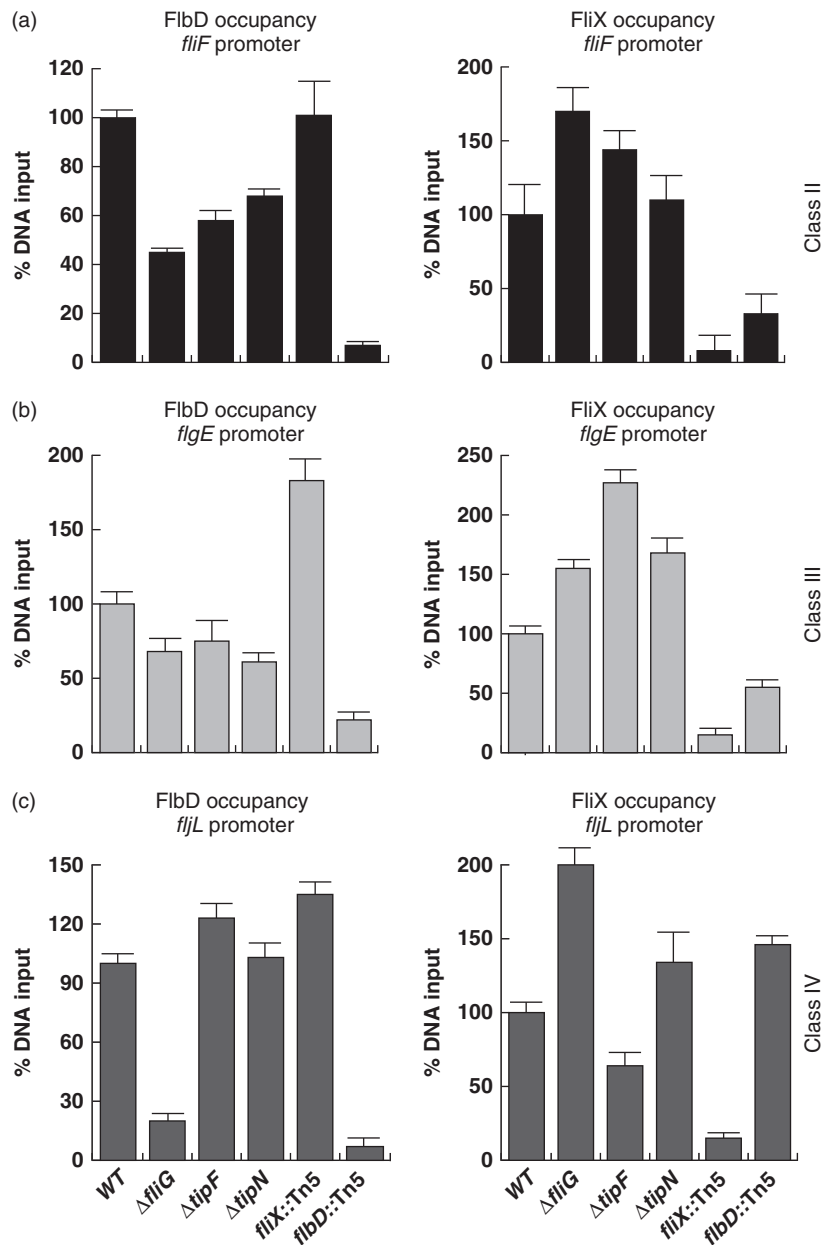 (a)
FlbD occupancy
fliF promoter
% DNA input
120
100
80
60
40
20
0
FliX occupancy
fliF promoter
% DNA input
200
150
100
50
0
Class II
(b)
FlbD occupancy
flgE promoter
% DNA input
200
150
100
50
0
FliX occupancy
flgE promoter
% DNA input
250
200
150
100
50
0
Class III
(c)
FlbD occupancy
fljL promoter
% DNA input
150
120
90
60
30
0
WT
ΔfliG
ΔtipF
ΔtipN
fliX::Tn5
flbD::Tn5
FliX occupancy
fljL promoter
% DNA input
200
150
100
50
0
WT
ΔfliG
ΔtipF
ΔtipN
fliX::Tn5
flbD::Tn5
Class IV